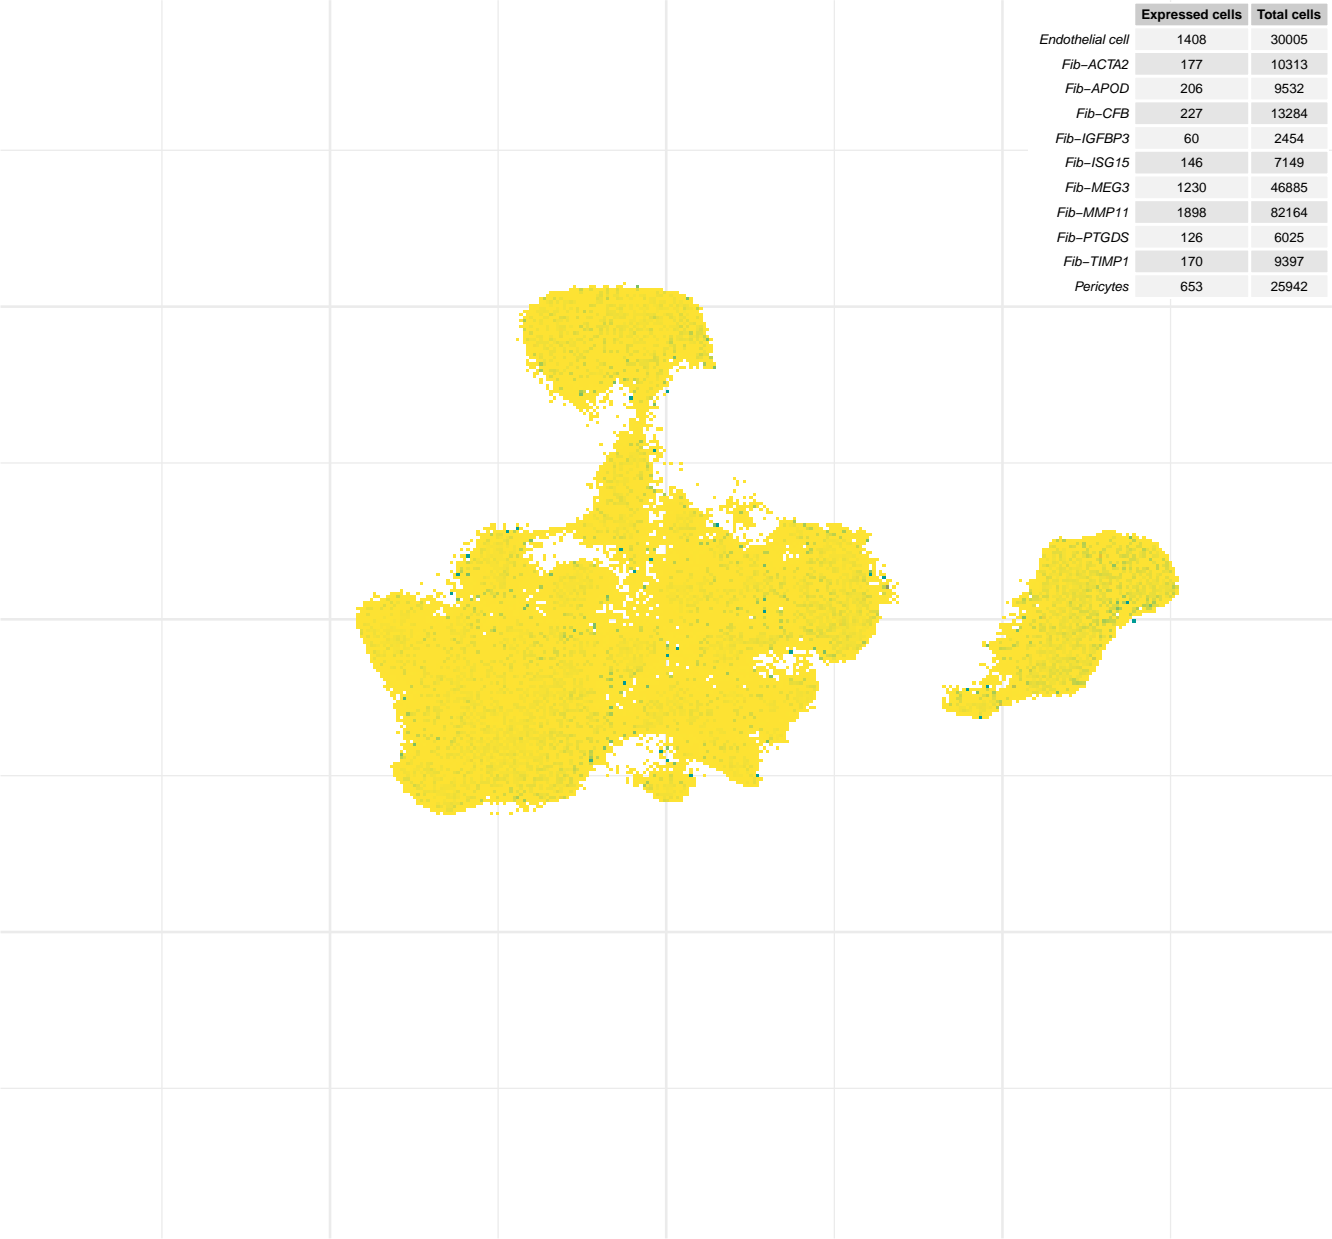 Expressed cells Total cells
Endothelial cell 1408 30005
Fib−ACTA2 177 10313
Fib−APOD 206 9532
Fib−CFB 227 13284
Fib−IGFBP3 60 2454
Fib−ISG15 146 7149
Fib−MEG3 1230 46885
Fib−MMP11 1898 82164
Fib−PTGDS 126 6025
Fib−TIMP1 170 9397
Pericytes 653 25942